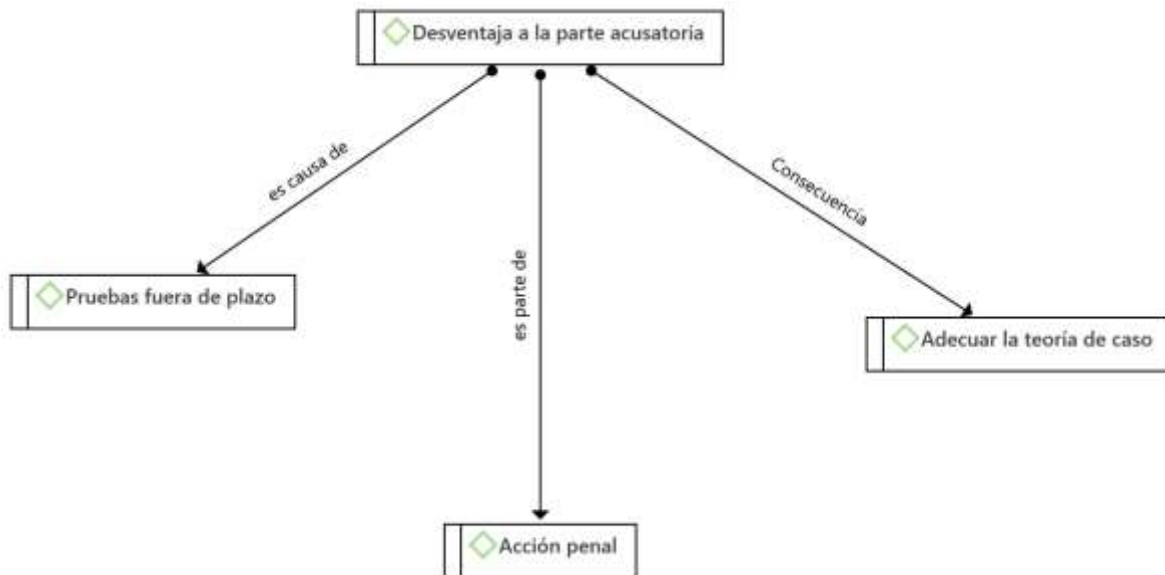 Desventaja a la parte acusatoria
es causa de
Consecuencia
es parte de
Pruebas fuera de plazo
Adecuar la teoría de caso
Acción penal